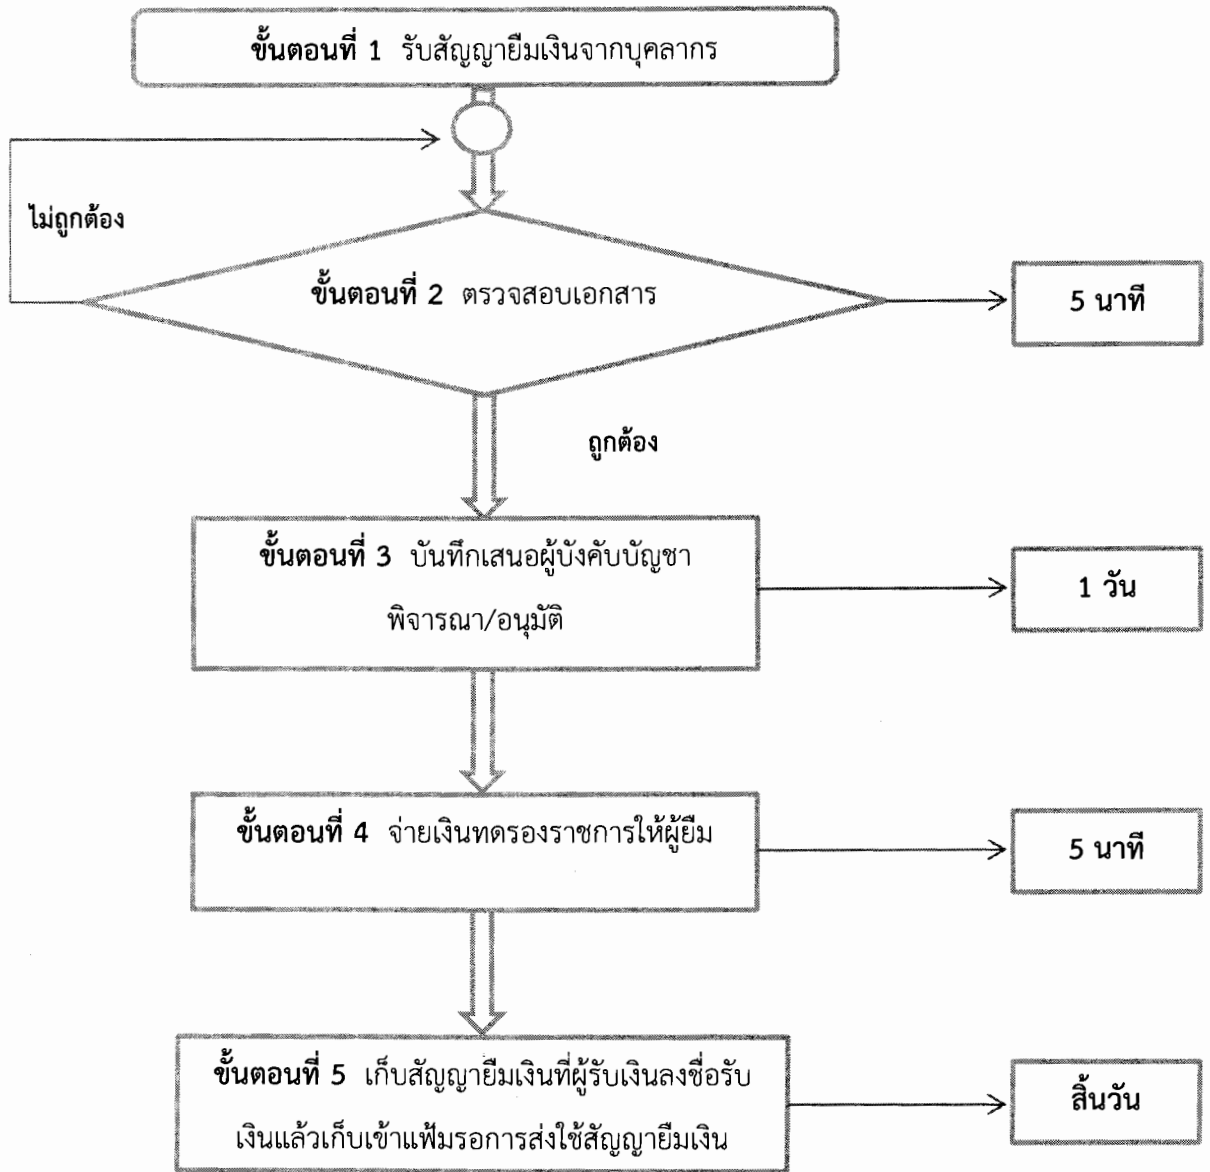 ขั้นตอนที่ 1 รับสัญญายืมเงินจากบุคลากร
ไม่ถูกต้อง
ขั้นตอนที่ 2 ตรวจสอบเอกสาร
5 นาที
ถูกต้อง
ขั้นตอนที่ 3 บันทึกเสนอผู้บังคับบัญชา
พิจารณา/อนุมัติ
1 วัน
ขั้นตอนที่ 4 จ่ายเงินทดรองราชการให้ผู้ยืม
5 นาที
ขั้นตอนที่ 5 เก็บสัญญายืมเงินที่ผู้รับเงินลงชื่อรับ
เงินแล้วเก็บเข้าแฟ้มรอการส่งใช้สัญญายืมเงิน
สิ้นวัน